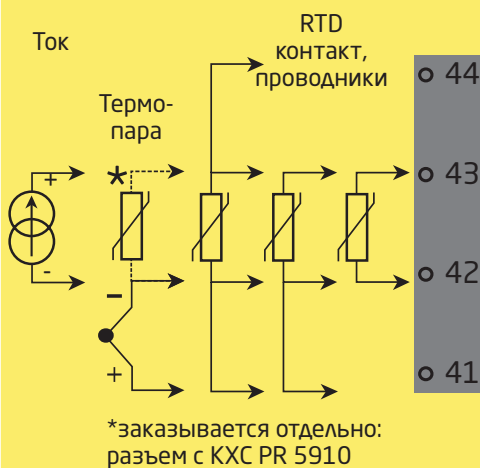 Ток
RTD
контакт,
проводники
Термо-
пара
44
43
42
41
+
-
*
–
+
*заказывается отдельно:
разъем с КХС PR 5910